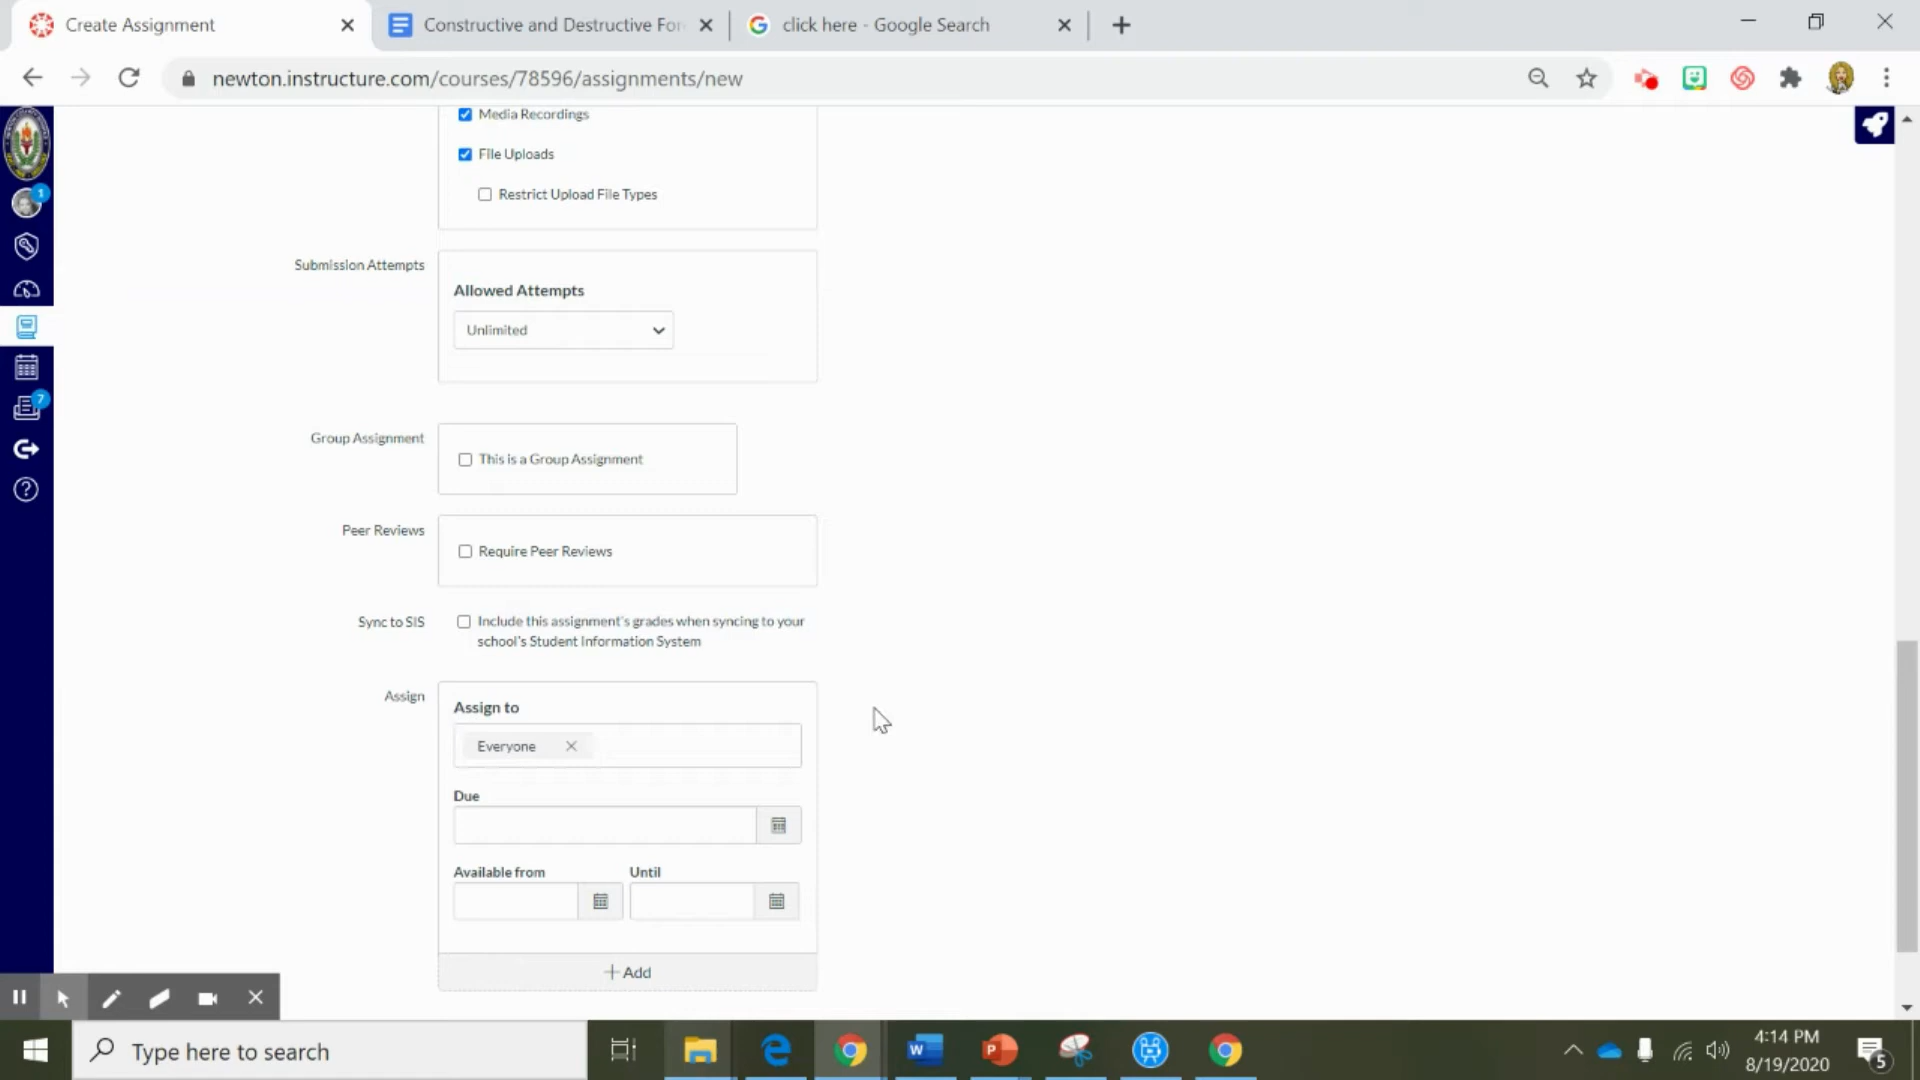 Create Assignment
Constructive and Destructive For
click here - Google Search
newton.instructure.com/courses/78596/assignments/new
Media Recordings
File Uploads
Restrict Upload File Types
1
Submission Attempts
Allowed Attempts
Unlimited
7
Group Assignment
This is a Group Assignment
Peer Reviews
Require Peer Reviews
Sync to SIS
Include this assignment's grades when syncing to your
school's Student Information System
Assign
Assign to
Everyone
Due
Available from
Until
Add
Type here to search
4:14 PM
8/19/2020
5